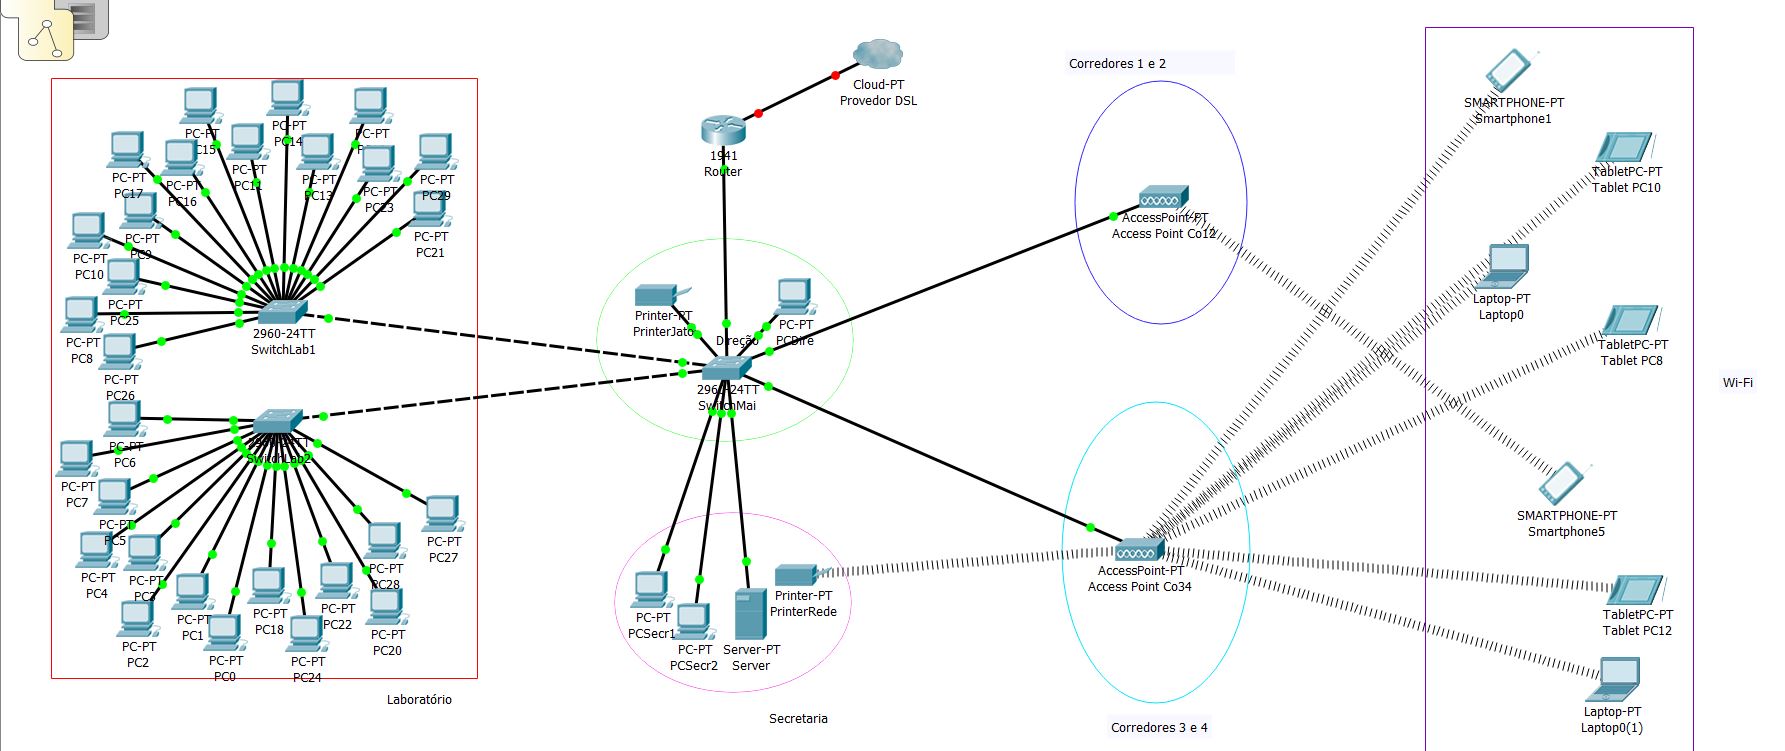 Cloud-PT
Provedor DSL
1941
Router
Corredores 1 e 2
AccessPoint-PT
Access Point Co12
SMARTPHONE-PT
Smartphone1
TabletPC-PT
Tablet PC10
Laptop-PT
Laptop0
TabletPC-PT
Tablet PC8
Wi-Fi
SMARTPHONE-PT
Smartphone5
TabletPC-PT
Tablet PC12
Laptop-PT
Laptop0(1)
PC-PT
PC15
PC-PT
PC14
PC-PT
PC-PT
PC17
PC-PT
PC16
PC-PT
PC11
PC-PT
PC13
PC-PT
PC23
PC-PT
PC29
PC-PT
PC10
PC-PT
PC9
PC-PT
PC21
PC-PT
PC25
PC-PT
PC8
PC-PT
PC26
2960-24TT
SwitchLab1
PC-PT
PC6
PC-PT
PC7
PC-PT
PC5
PC-PT
PC4
PC-PT
PC-PT
PC2
PC-PT
PC1
PC-PT
PC0
PC-PT
PC18
PC-PT
PC24
PC-PT
PC22
PC-PT
PC28
PC-PT
PC20
PC-PT
PC27
2960-24TT
SwitchLab2
Laboratório
Printer-PT
PrinterJato
Direção
PC-PT
PCDire
2960-24TT
SwitchMai
PC-PT
PCSecr1
PC-PT
PCSecr2
Server-PT
Server
Printer-PT
PrinterRede
Secretaria
AccessPoint-PT
Access Point Co34
Corredores 3 e 4